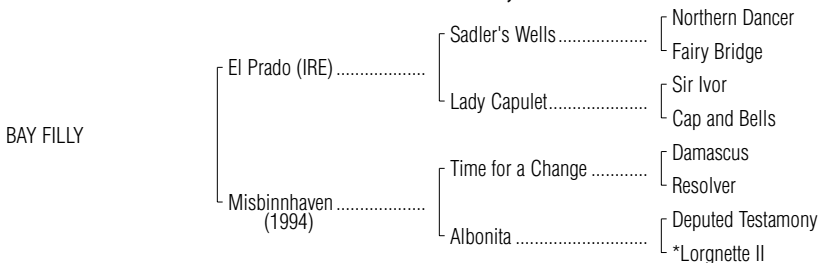 Northern Dancer
Sadler's Wells...................
Fairy Bridge
El Prado (IRE) ....................
Sir Ivor
Lady Capulet.....................
Cap and Bells
BAY FILLY
Damascus
Time for a Change ............
Resolver
Misbinnhaven ...................
(1994)
Deputed Testamony
Albonita ............................
*Lorgnette II